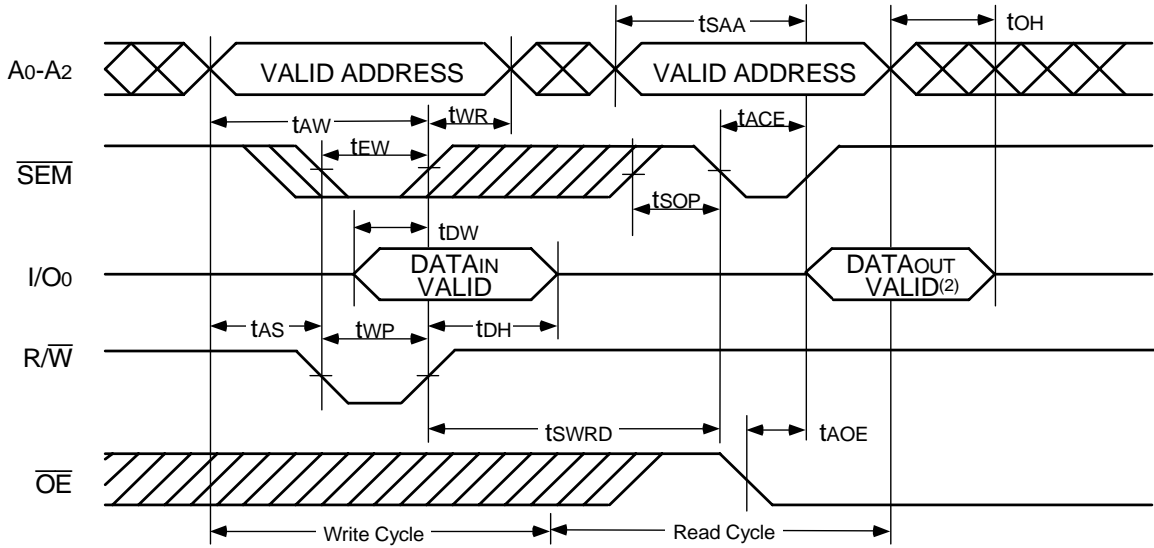 tSAA
tOH
A0-A2
VALID ADDRESS
VALID ADDRESS
tAW
tWR
tACE
tEW
SEM
tSOP
tDW
I/O0
DATAIN
VALID
DATAOUT
VALID(2)
tAS
tWP
tDH
R/W
tSWRD
tAOE
OE
Write Cycle
Read Cycle